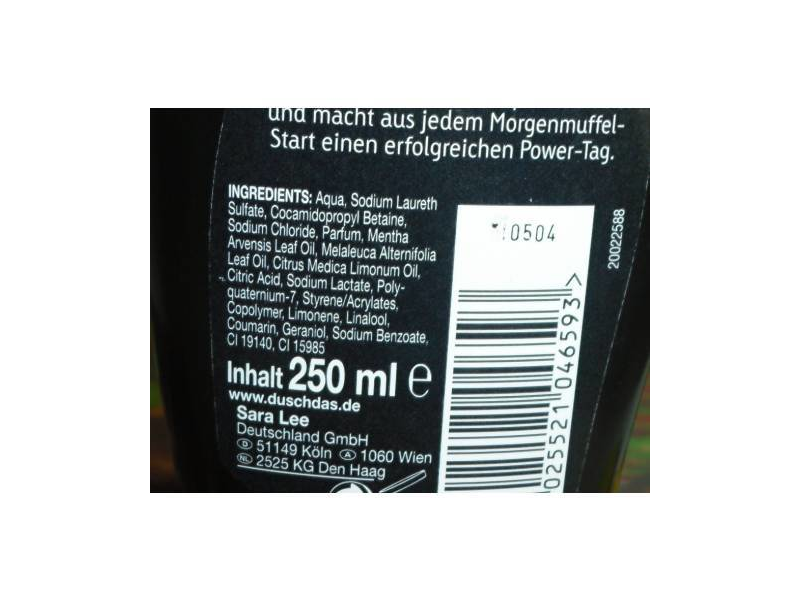 und macht aus jedem Morgenmuffel-
Start einen erfolgreichen Power-Tag.
INGREDIENTS: Aqua, Sodium Laureth
Sulfate, Cocamidopropyl Betaine,
Sodium Chloride, Parfum, Mentha
Arvensis Leaf Oil, Melaleuca Alternifolia
Leaf Oil, Citrus Medica Limonum Oil,
Citric Acid, Sodium Lactate, Poly-
quaternium-7, Styrene/Acrylates,
Copolymer, Limonene, Linalool,
Coumarin, Geraniol, Sodium Benzoate,
CI 19140, CI 15985
Inhalt 250 ml e
www.duschdas.de
Sara Lee
Deutschland GmbH
D 51149 Köln A 1060 Wien
NL 2525 KG Den Haag
10504
20022588
025521 046593 >